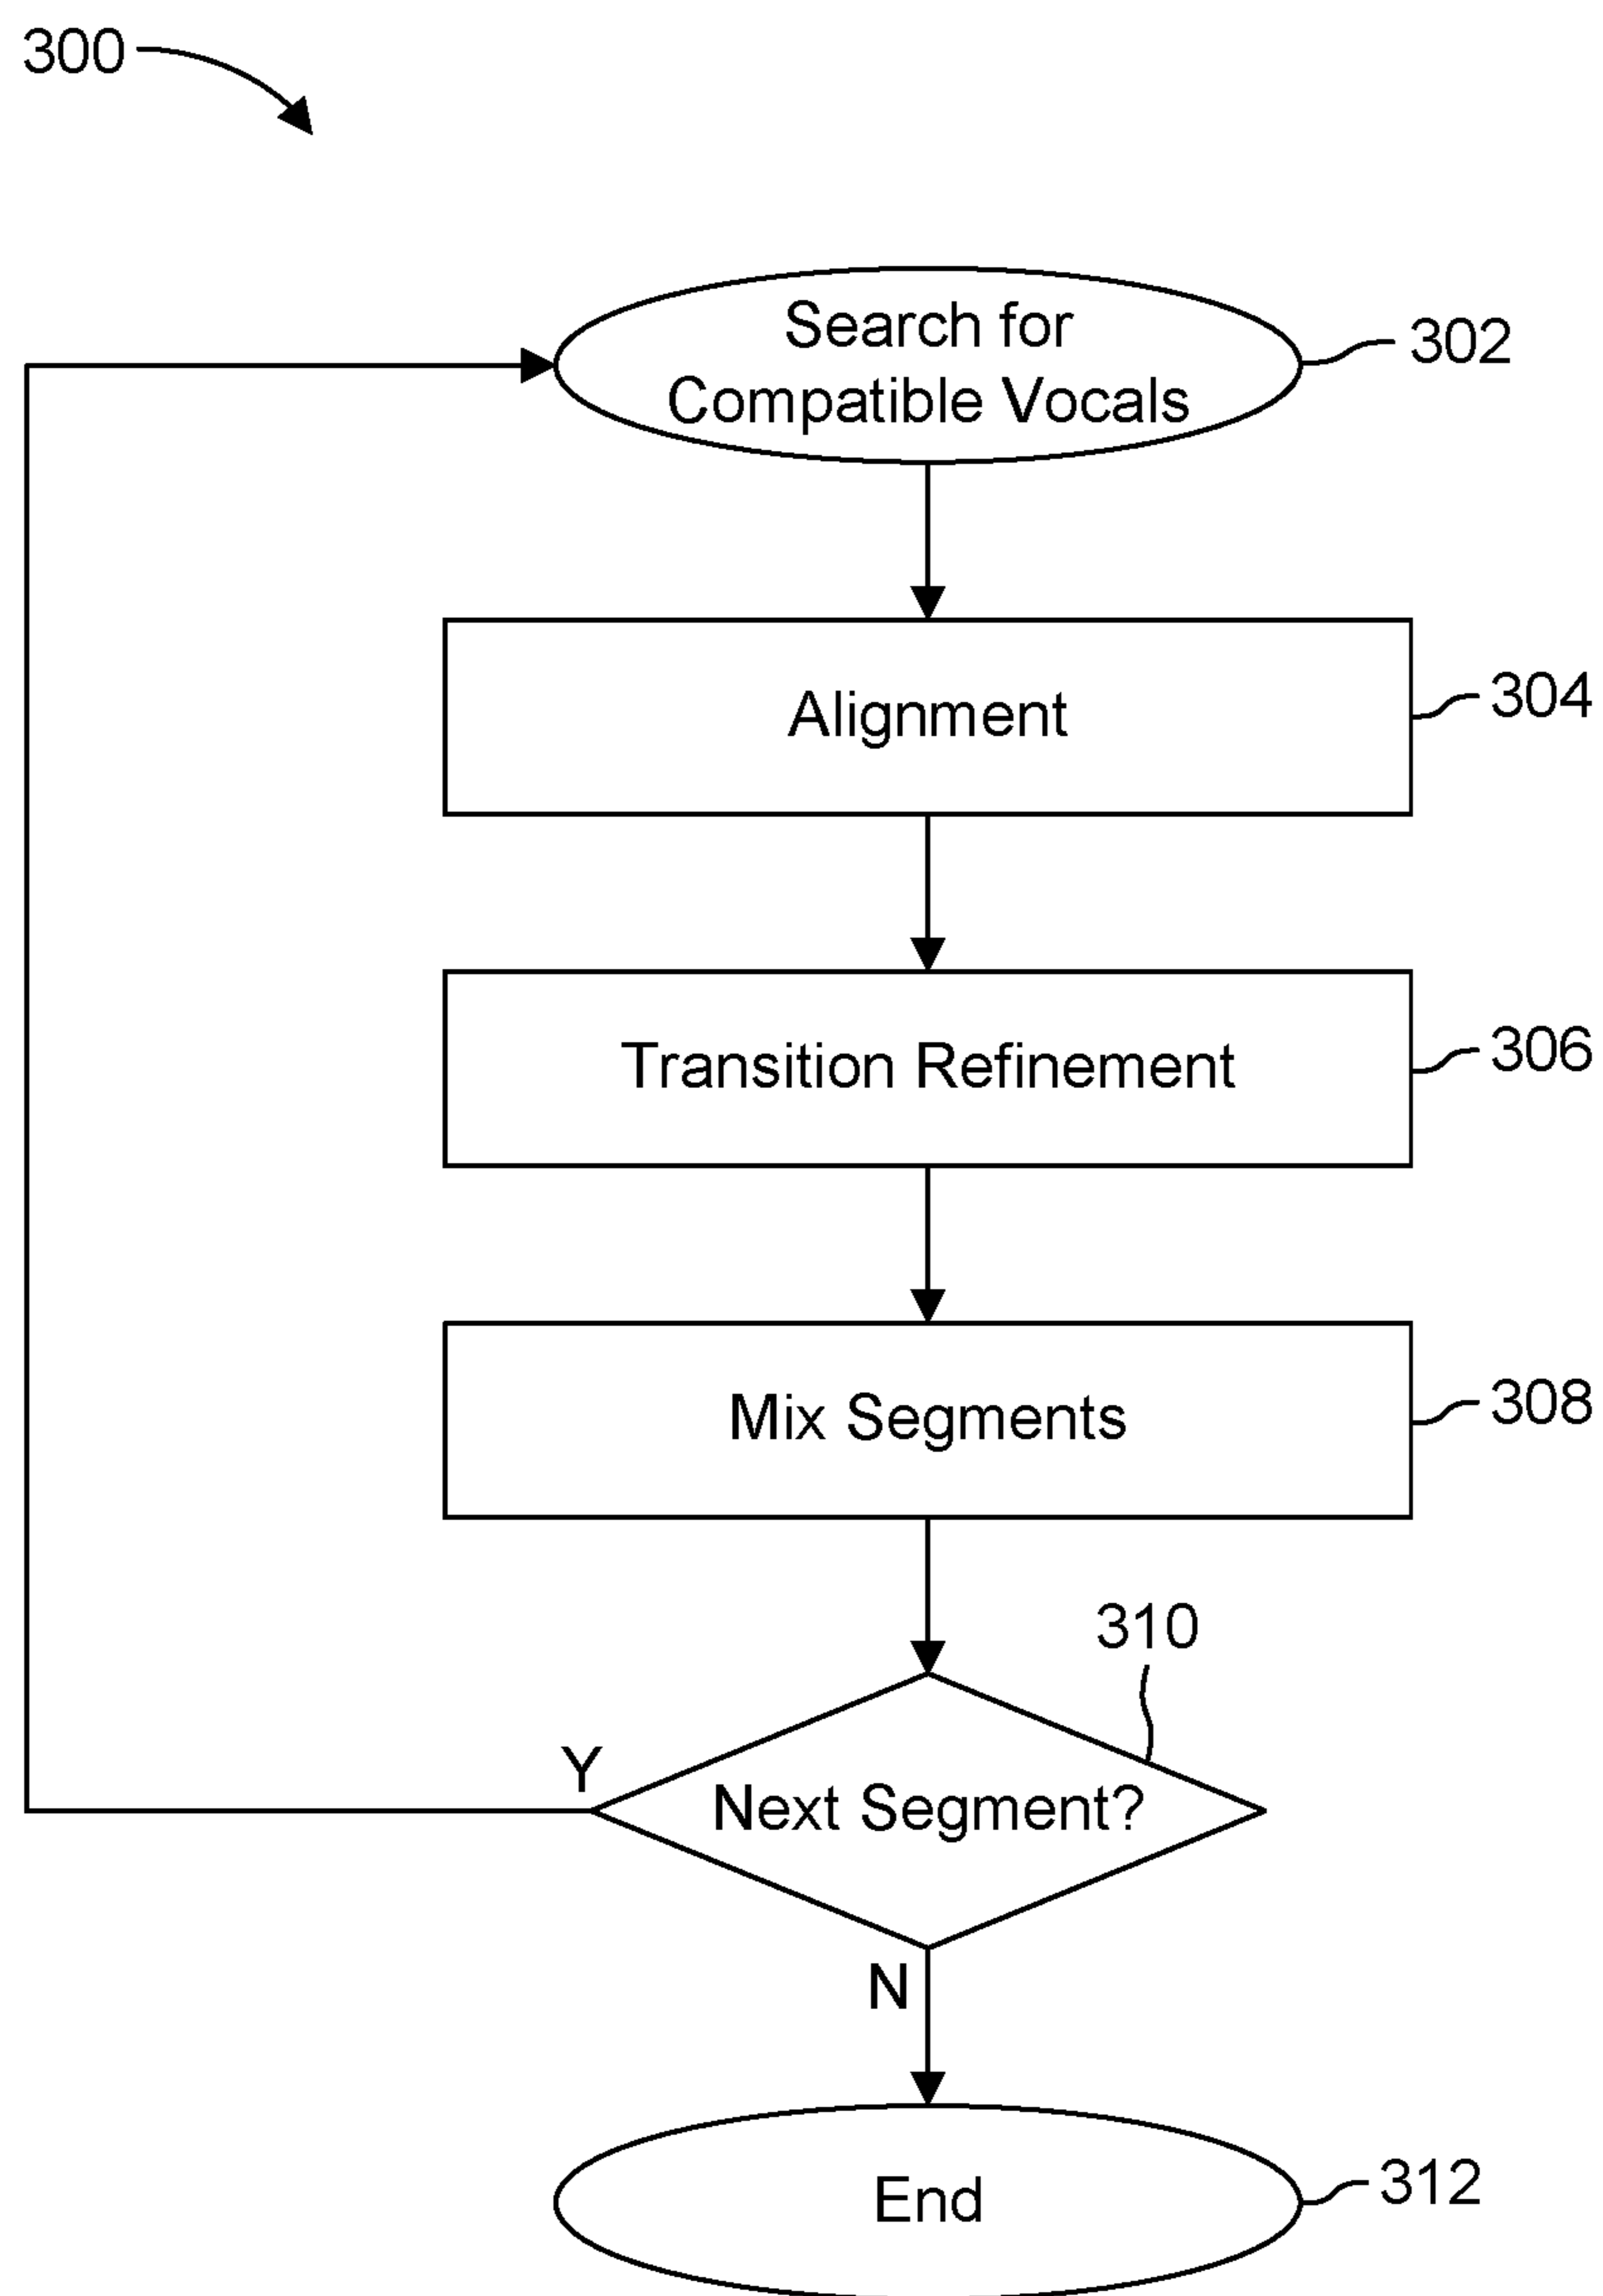 300
Search for
Compatible Vocals
302
Alignment
304
Transition Refinement
306
Mix Segments
308
310
Y
Next Segment?
N
End
312